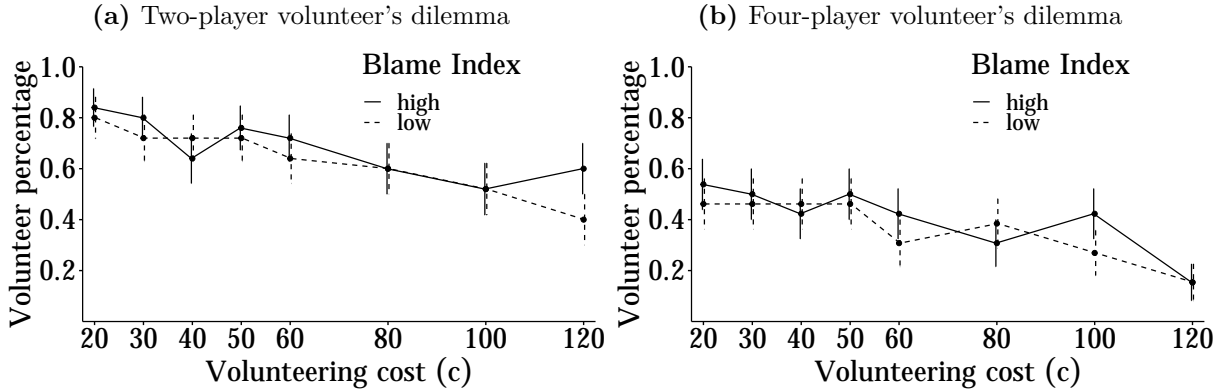 (a) Two-player volunteer’s dilemma
Volunteer percentage
1.0
0.8
0.6
0.4
0.2
Blame Index
high
low
20 30 40 50 60 80 100 120
Volunteering cost (c)
(b) Four-player volunteer’s dilemma
Volunteer percentage
1.0
0.8
0.6
0.4
0.2
Blame Index
high
low
20 30 40 50 60 80 100 120
Volunteering cost (c)